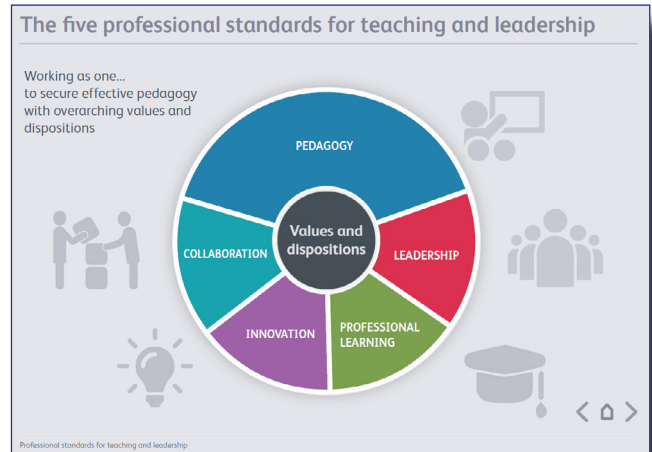 The five professional standards for teaching and leadership
Working as one...
to secure effective pedagogy
with overarching values and
dispositions
PEDAGOGY
Values and
dispositions
COLLABORATION
LEADERSHIP
INNOVATION
PROFESSIONAL
LEARNING
Professional standards for teaching and leadership